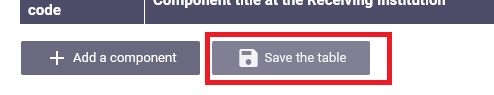 Component title at the Receiving Institution
code
Add a component
Save the table